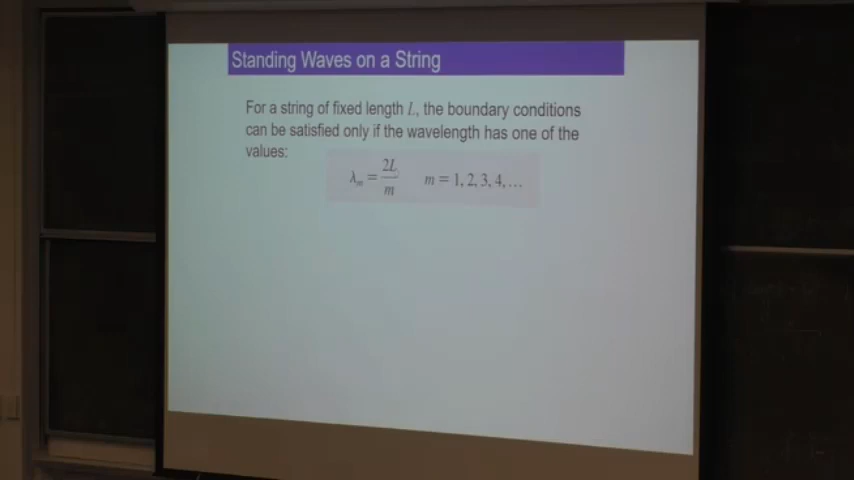 Standing Waves on a String
For a string of fixed length L, the boundary conditions
can be satisfied only if the wavelength has one of the
values:
λₘ = 2L/m   m = 1, 2, 3, 4, …